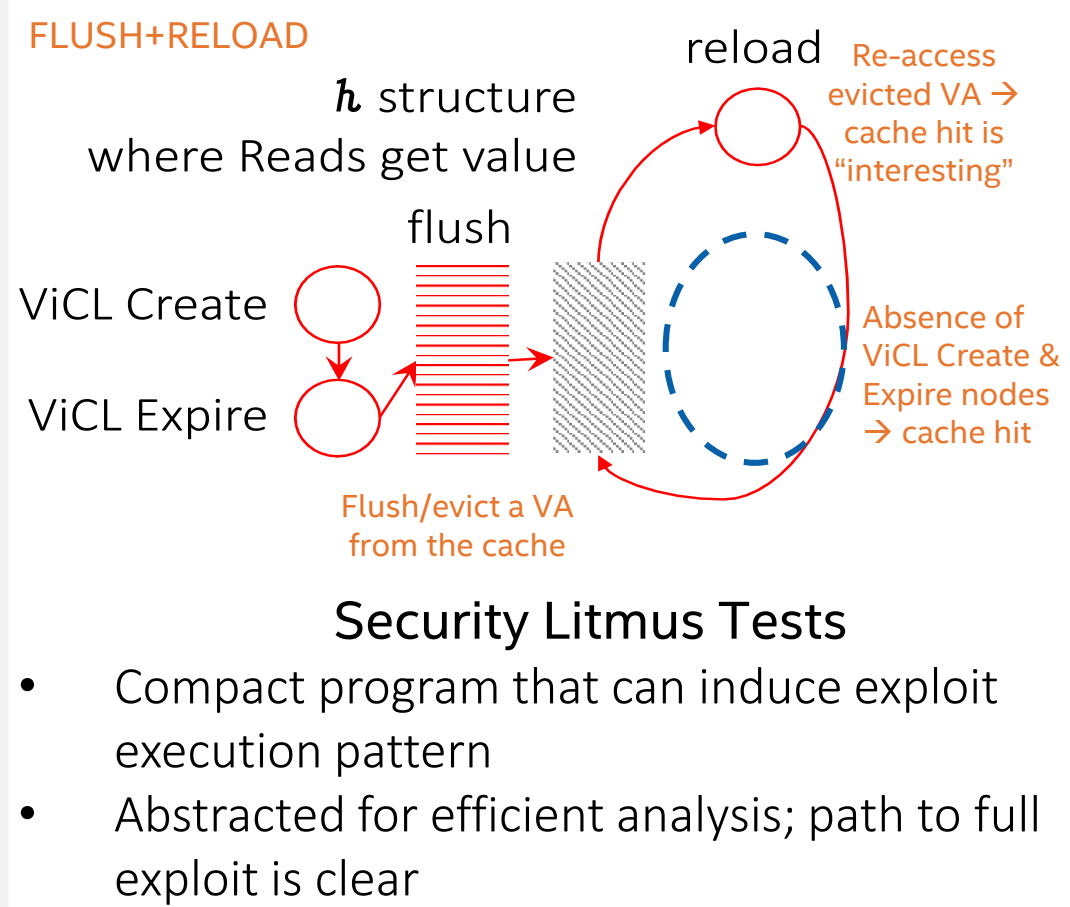 FLUSH+RELOAD
h structure
where Reads get value
reload
Re-access
evicted VA →
cache hit is
“interesting”
flush
ViCL Create
ViCL Expire
Absence of
ViCL Create &
Expire nodes
→ cache hit
Flush/evict a VA
from the cache
Security Litmus Tests
• Compact program that can induce exploit
execution pattern
• Abstracted for efficient analysis; path to full
exploit is clear